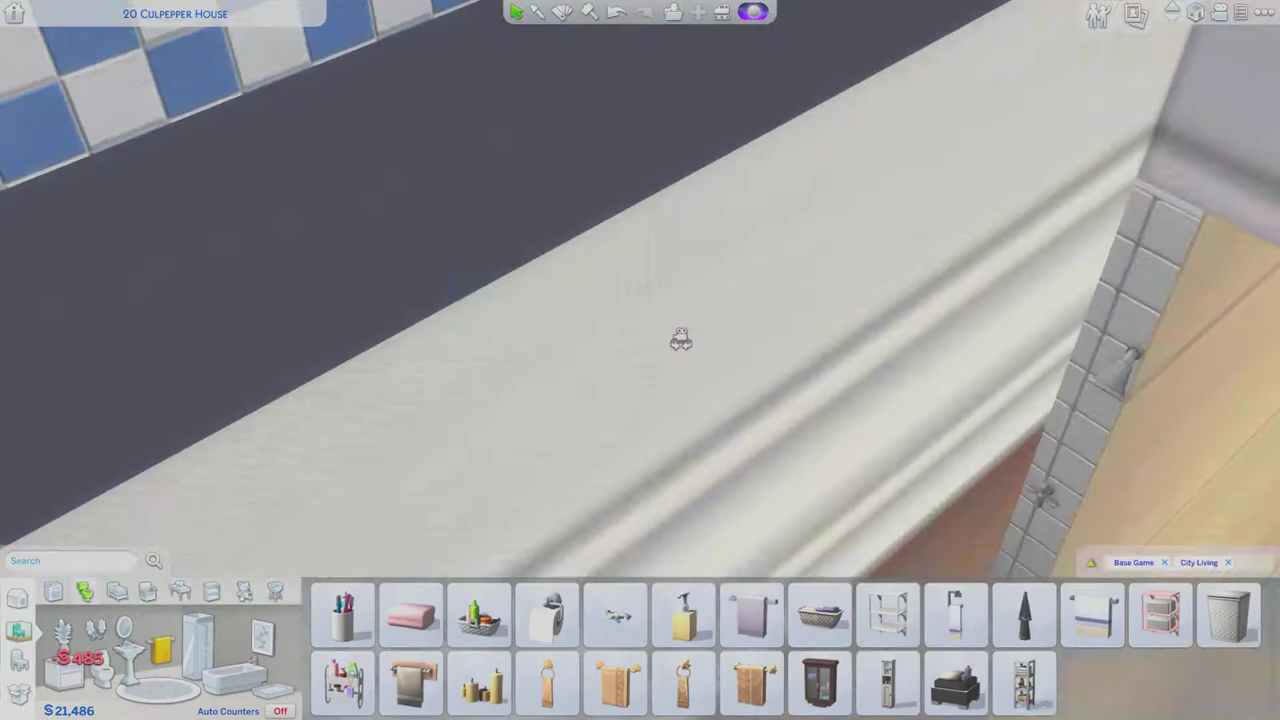 20 Culpepper House
Search
Base Game
City Living
-$485
$21,486
Auto Counters
Off